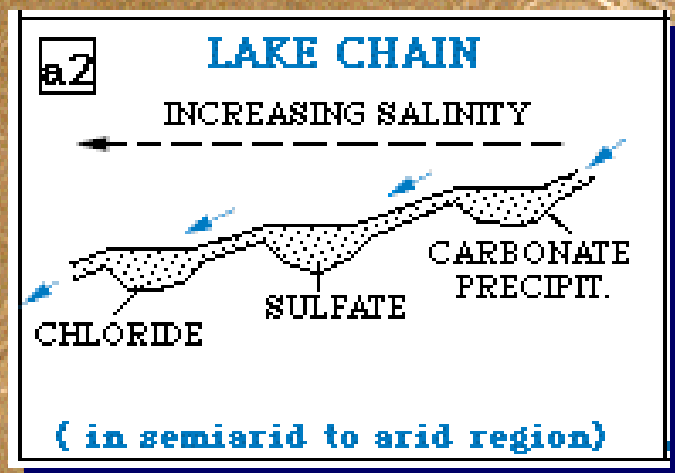 a2
LAKE CHAIN
INCREASING SALINITY
CARBONATE
PRECIPIT.
SULFATE
CHLORIDE
( in semiarid to arid region)